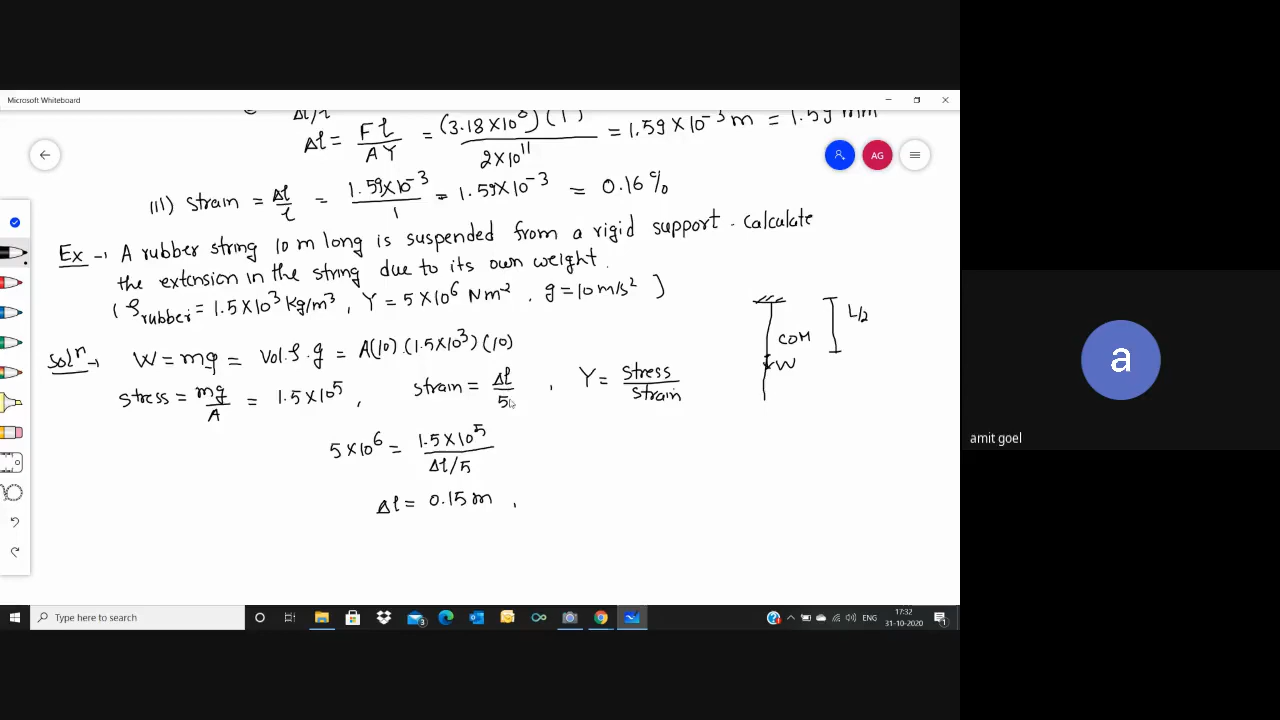 Microsoft Whiteboard
Δl/l
Δl = Fl/AY = (3.18×10⁸)(1)/2×10¹¹ = 1.59×10⁻³ m = 1.59 mm
AG
III) Strain = Δl/l = 1.59×10⁻³/1 = 1.59×10⁻³ = 0.16%
Ex → A rubber string 10 m long is suspended from a rigid support. Calculate
the extension in the string due to its own weight.
(ρrubber = 1.5×10³ kg/m³, Y = 5×10⁶ Nm⁻², g = 10 m/s²)
L/2
COM
W
Solⁿ → W = mg = Vol.ρ.g = A(10).(1.5×10³)(10)
Stress = mg/A = 1.5×10⁵, Strain = Δl/5, Y = Stress/Strain
5×10⁶ = 1.5×10⁵/Δl/5
Δl = 0.15m,
a
amit goel
Type here to search
3
ENG
17:32
31-10-2020
1